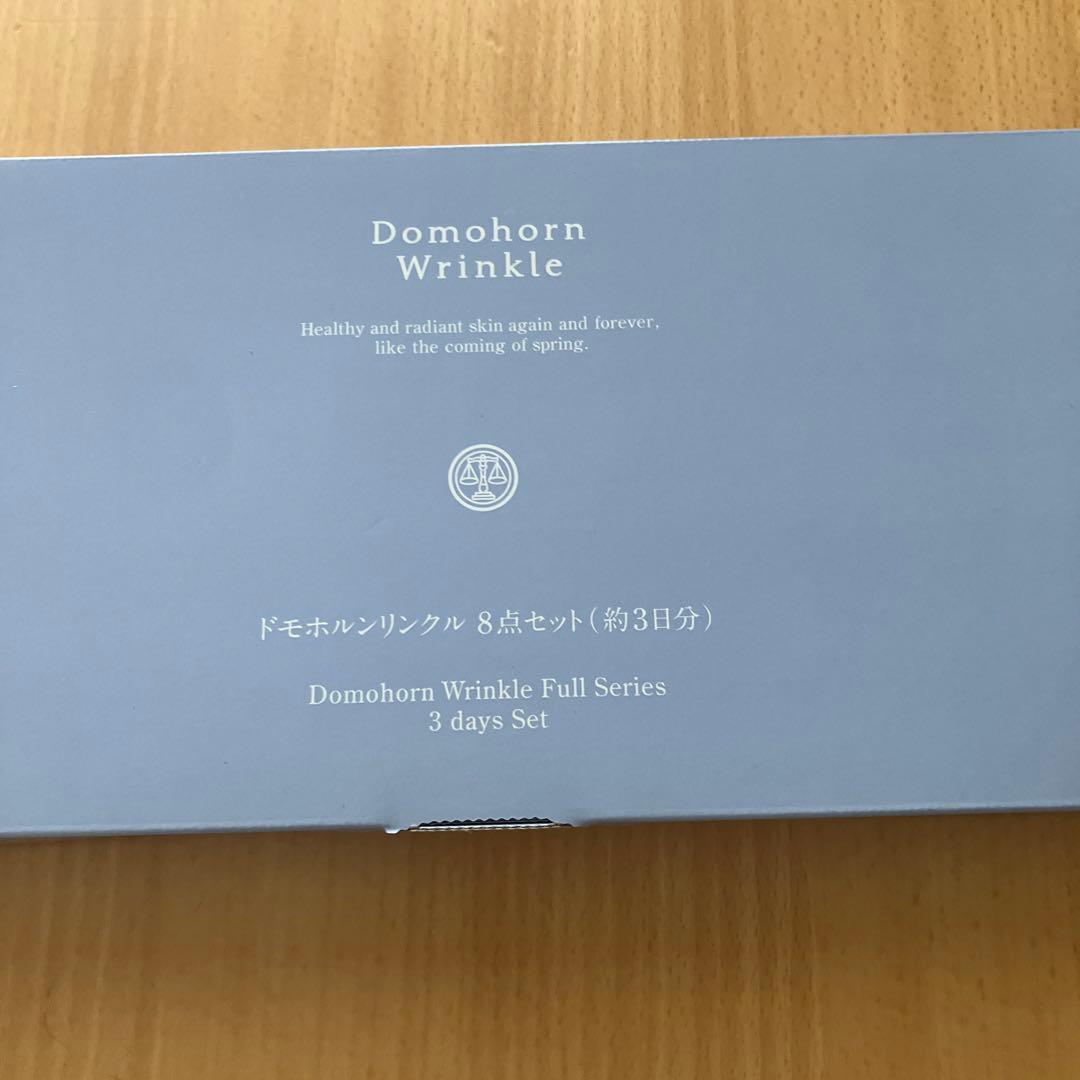 Domohorn
Wrinkle
Healthy and radiant skin again and forever,
like the coming of spring.
ドモホルンリンクル 8点セット(約3日分)
Domohorn Wrinkle Full Series
3 days Set